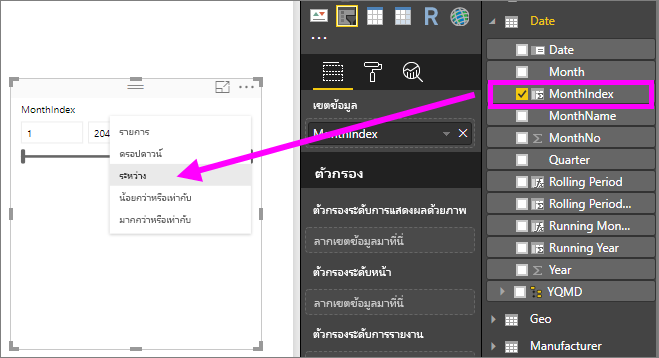 MonthIndex
1
204
รายการ
ดรอปดาวน์
ระหว่าง
น้อยกว่าหรือเท่ากับ
มากกว่าหรือเท่ากับ
R
Py
เขตข้อมูล
MonthIndex
ตัวกรอง
ตัวกรองระดับการแสดงผลด้วยภาพ
ลากเขตข้อมูลมาที่นี่
ตัวกรองระดับหน้า
ลากเขตข้อมูลมาที่นี่
ตัวกรองระดับการรายงาน
Date
Date
Month
MonthIndex
MonthName
MonthNo
Quarter
Rolling Period
Rolling Period...
Running Mon...
Running Year
Year
YQMD
Geo
Manufacturer